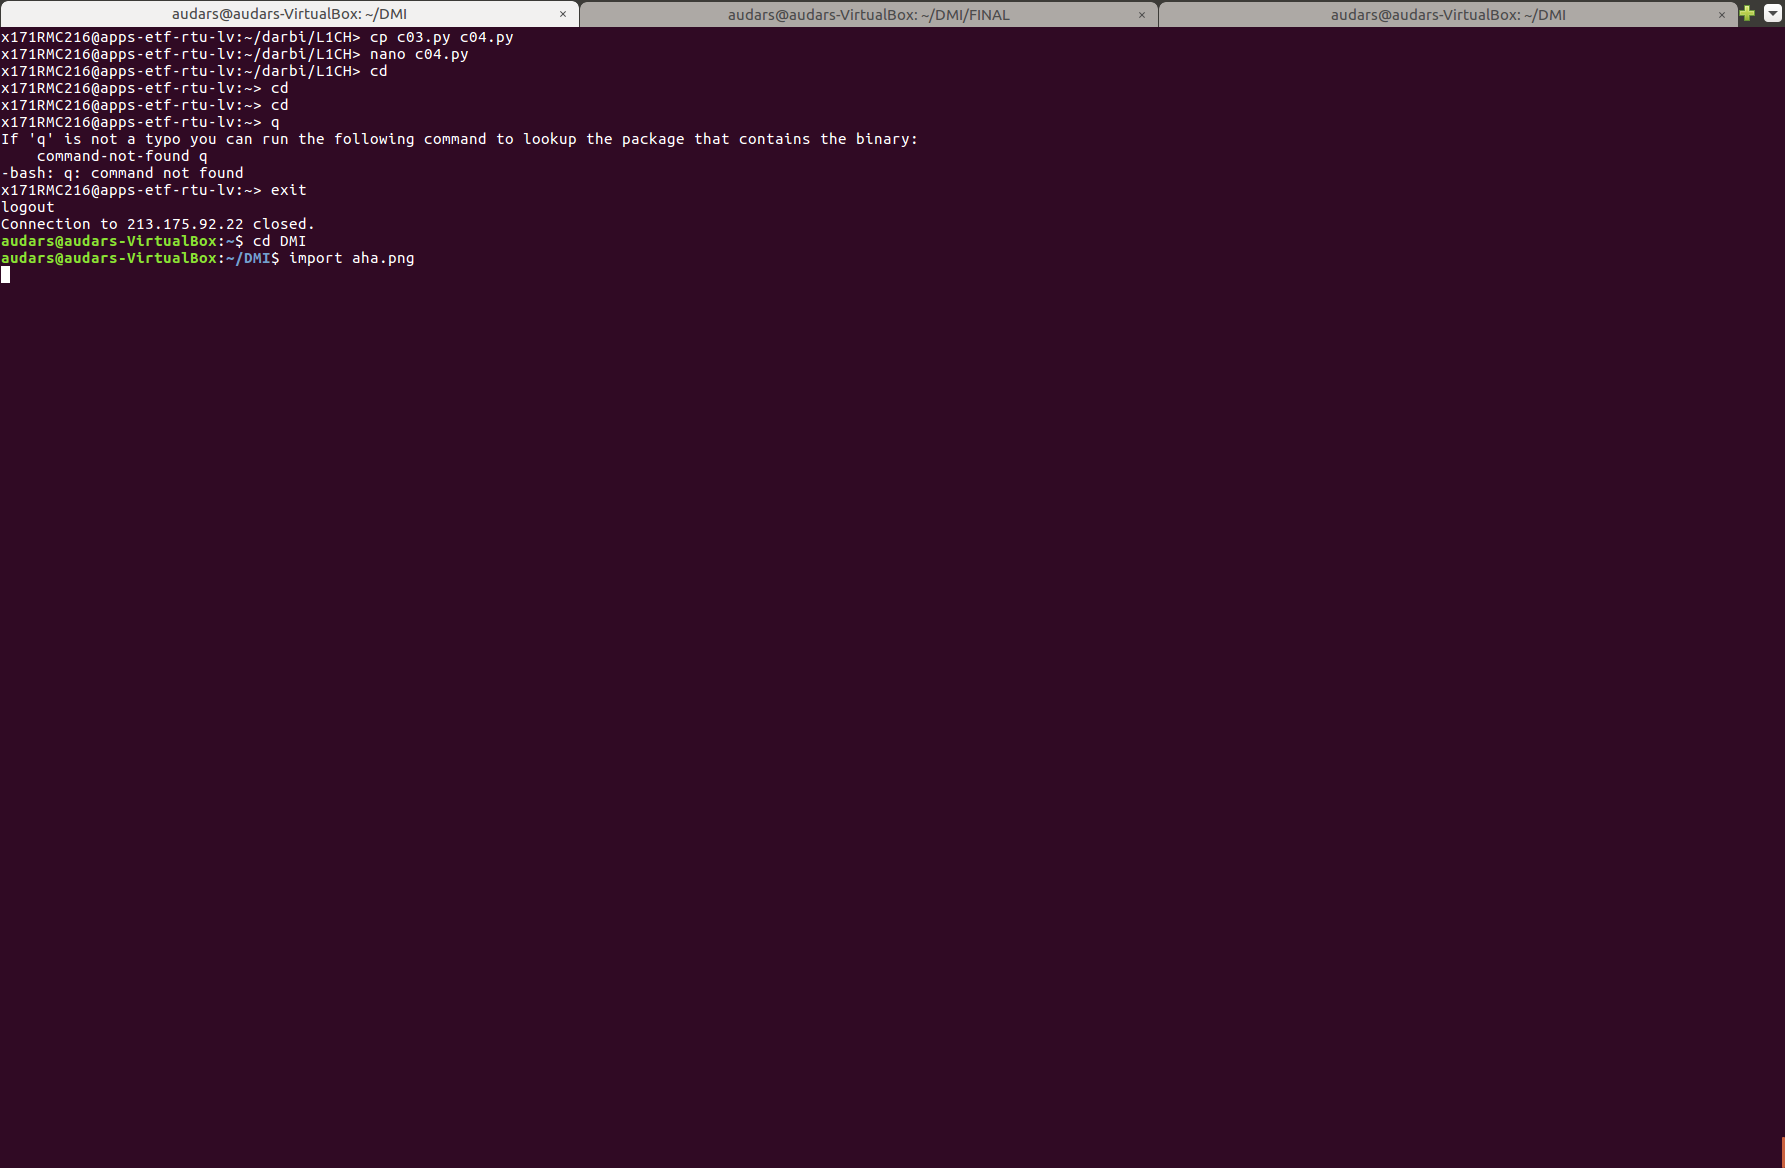 audars@audars-VirtualBox: ~/DMI × audars@audars-VirtualBox: ~/DMI/FINAL × audars@audars-VirtualBox: ~/DMI ×
x171RMC216@apps-etf-rtu-lv:~/darbi/L1CH> cp c03.py c04.py
x171RMC216@apps-etf-rtu-lv:~/darbi/L1CH> nano c04.py
x171RMC216@apps-etf-rtu-lv:~/darbi/L1CH> cd
x171RMC216@apps-etf-rtu-lv:~> cd
x171RMC216@apps-etf-rtu-lv:~> cd
x171RMC216@apps-etf-rtu-lv:~> q
If 'q' is not a typo you can run the following command to lookup the package that contains the binary:
    command-not-found q
-bash: q: command not found
x171RMC216@apps-etf-rtu-lv:~> exit
logout
Connection to 213.175.92.22 closed.
audars@audars-VirtualBox:~$ cd DMI
audars@audars-VirtualBox:~/DMI$ import aha.png